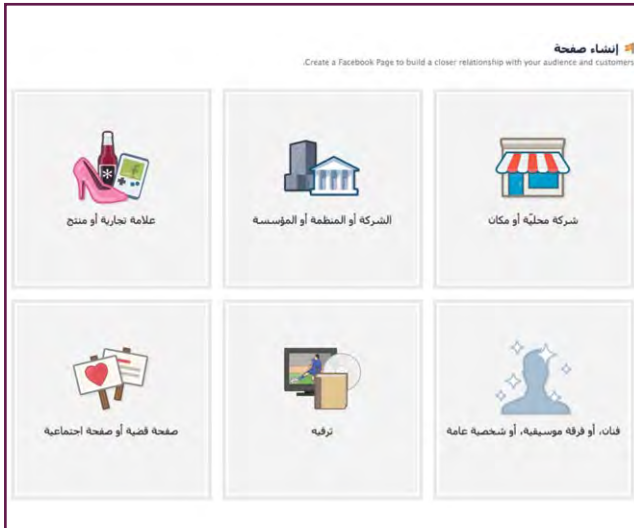 إنشاء صفحة
Create a Facebook Page to build a closer relationship with your audience and customers.
شركة محليّة أو مكان
الشركة أو المنظمة أو المؤسسة
علامة تجارية أو منتج
فنان، أو فرقة موسيقية، أو شخصية عامة
ترفيه
صفحة قضية أو صفحة اجتماعية